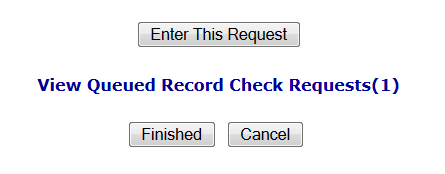 Enter This Request
View Queued Record Check Requests(1)
Finished Cancel